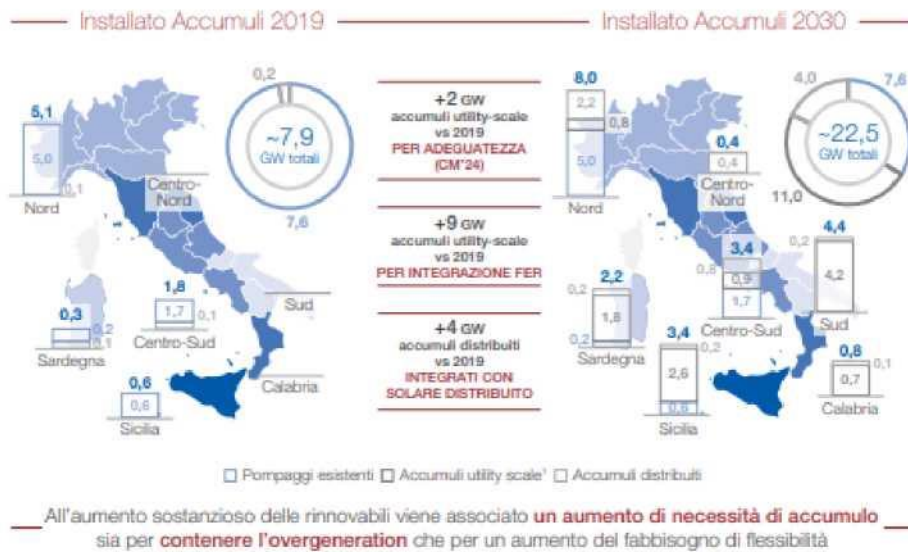 Installato Accumuli 2019
5,1
5,0
0,1
Nord
0,2
~7,9
GW totali
7,6
Centro-
Nord
0,3
0,2
0,1
Sardegna
1,8
1,7
0,1
Centro-Sud
Sud
Calabria
0,6
0,6
Sicilia
+2 GW
accumuli utility-scale
vs 2019
PER ADEGUATEZZA
(CM'24)
+9 GW
accumuli utility-scale
vs 2019
PER INTEGRAZIONE FER
+4 GW
accumuli distribuiti
vs 2019
INTEGRATI CON
SOLARE DISTRIBUITO
Installato Accumuli 2030
8,0
2,2
0,8
5,0
Nord
4,0
7,6
~22,5
GW totali
11,0
0,4
0,4
Centro-
Nord
2,2
0,2
1,8
0,2
Sardegna
3,4
0,8
0,9
1,7
Centro-Sud
4,4
0,2
4,2
Sud
3,4
0,2
2,6
0,6
Sicilia
0,8
0,1
0,7
Calabria
Pompaggi esistenti Accumuli utility scale¹ Accumuli distribuiti
All'aumento sostanzioso delle rinnovabili viene associato un aumento di necessità di accumulo
sia per contenere l'overgeneration che per un aumento del fabbisogno di flessibilità